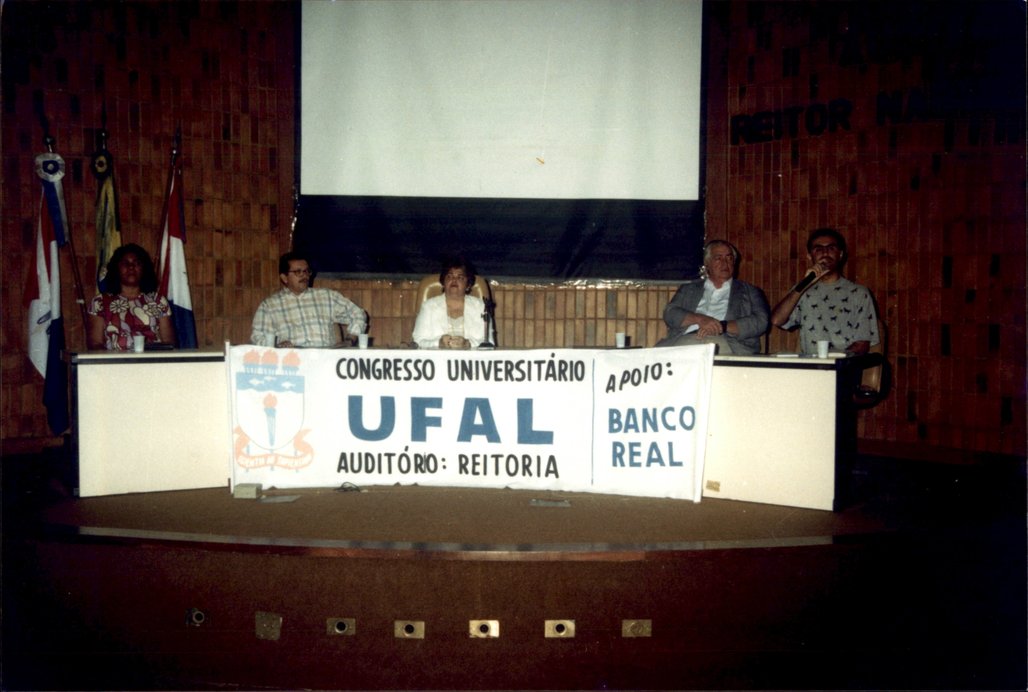 REITOR
CONGRESSO UNIVERSITÁRIO
UFAL
AUDITÓRIO: REITORIA
APOIO:
BANCO
REAL